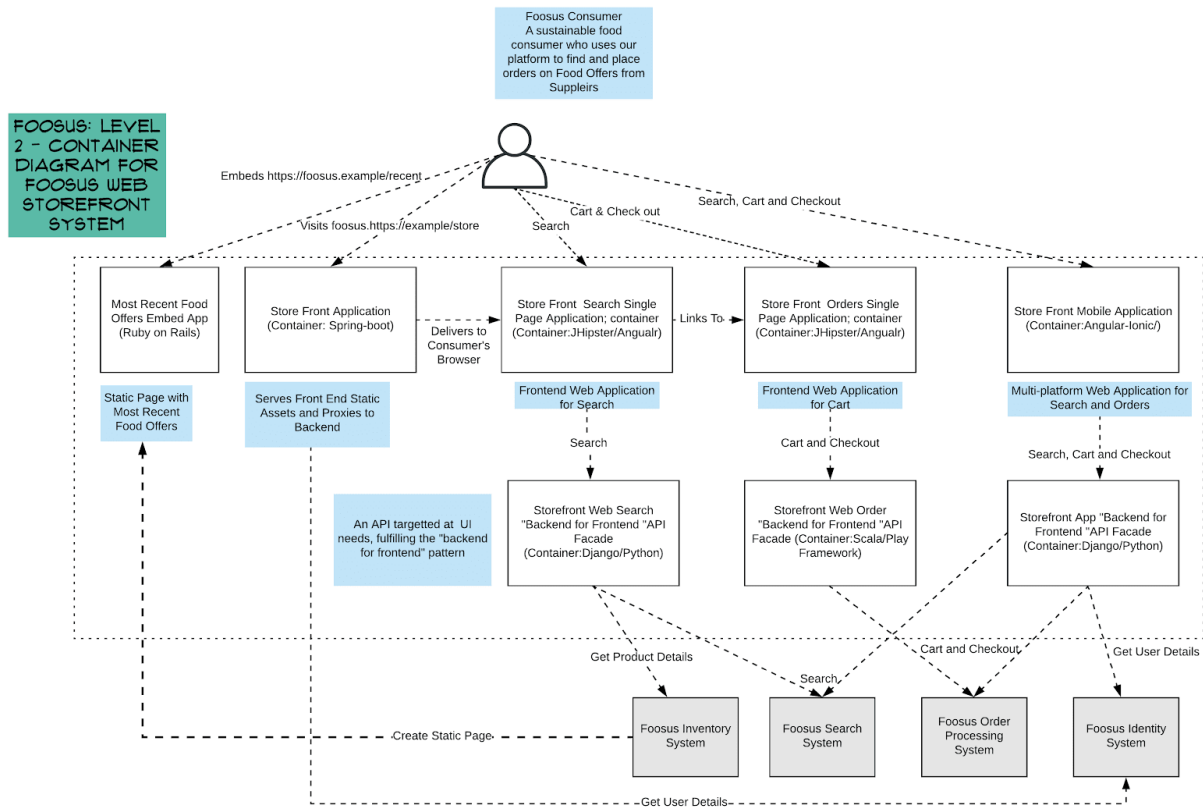 Foosus Consumer
A sustainable food
consumer who uses our
platform to find and place
orders on Food Offers from
Suppleirs
FOOSUS: LEVEL
2 - CONTAINER
DIAGRAM FOR
FOOSUS WEB
STOREFRONT
SYSTEM
Embeds https://foosus.example/recent
Visits foosus.https://example/store
Search
Cart & Check out
Search, Cart and Checkout
Most Recent Food
Offers Embed App
(Ruby on Rails)
Store Front Application
(Container: Spring-boot)
Delivers to
Consumer's
Browser
Store Front Search Single
Page Application; container
(Container:JHipster/Angualr)
Links To
Store Front Orders Single
Page Application; container
(Container:JHipster/Angualr)
Store Front Mobile Application
(Container:Angular-Ionic/)
Static Page with
Most Recent
Food Offers
Serves Front End Static
Assets and Proxies to
Backend
Frontend Web Application
for Search
Frontend Web Application
for Cart
Multi-platform Web Application for
Search and Orders
Search
Cart and Checkout
Search, Cart and Checkout
An API targetted at UI
needs, fulfilling the "backend
for frontend" pattern
Storefront Web Search
"Backend for Frontend "API
Facade
(Container:Django/Python)
Storefront Web Order
"Backend for Frontend "API
Facade (Container:Scala/Play
Framework)
Storefront App "Backend for
Frontend "API Facade
(Container:Django/Python)
Get Product Details
Search
Cart and Checkout
Get User Details
Create Static Page
Foosus Inventory
System
Foosus Search
System
Foosus Order
Processing
System
Foosus Identity
System
Get User Details